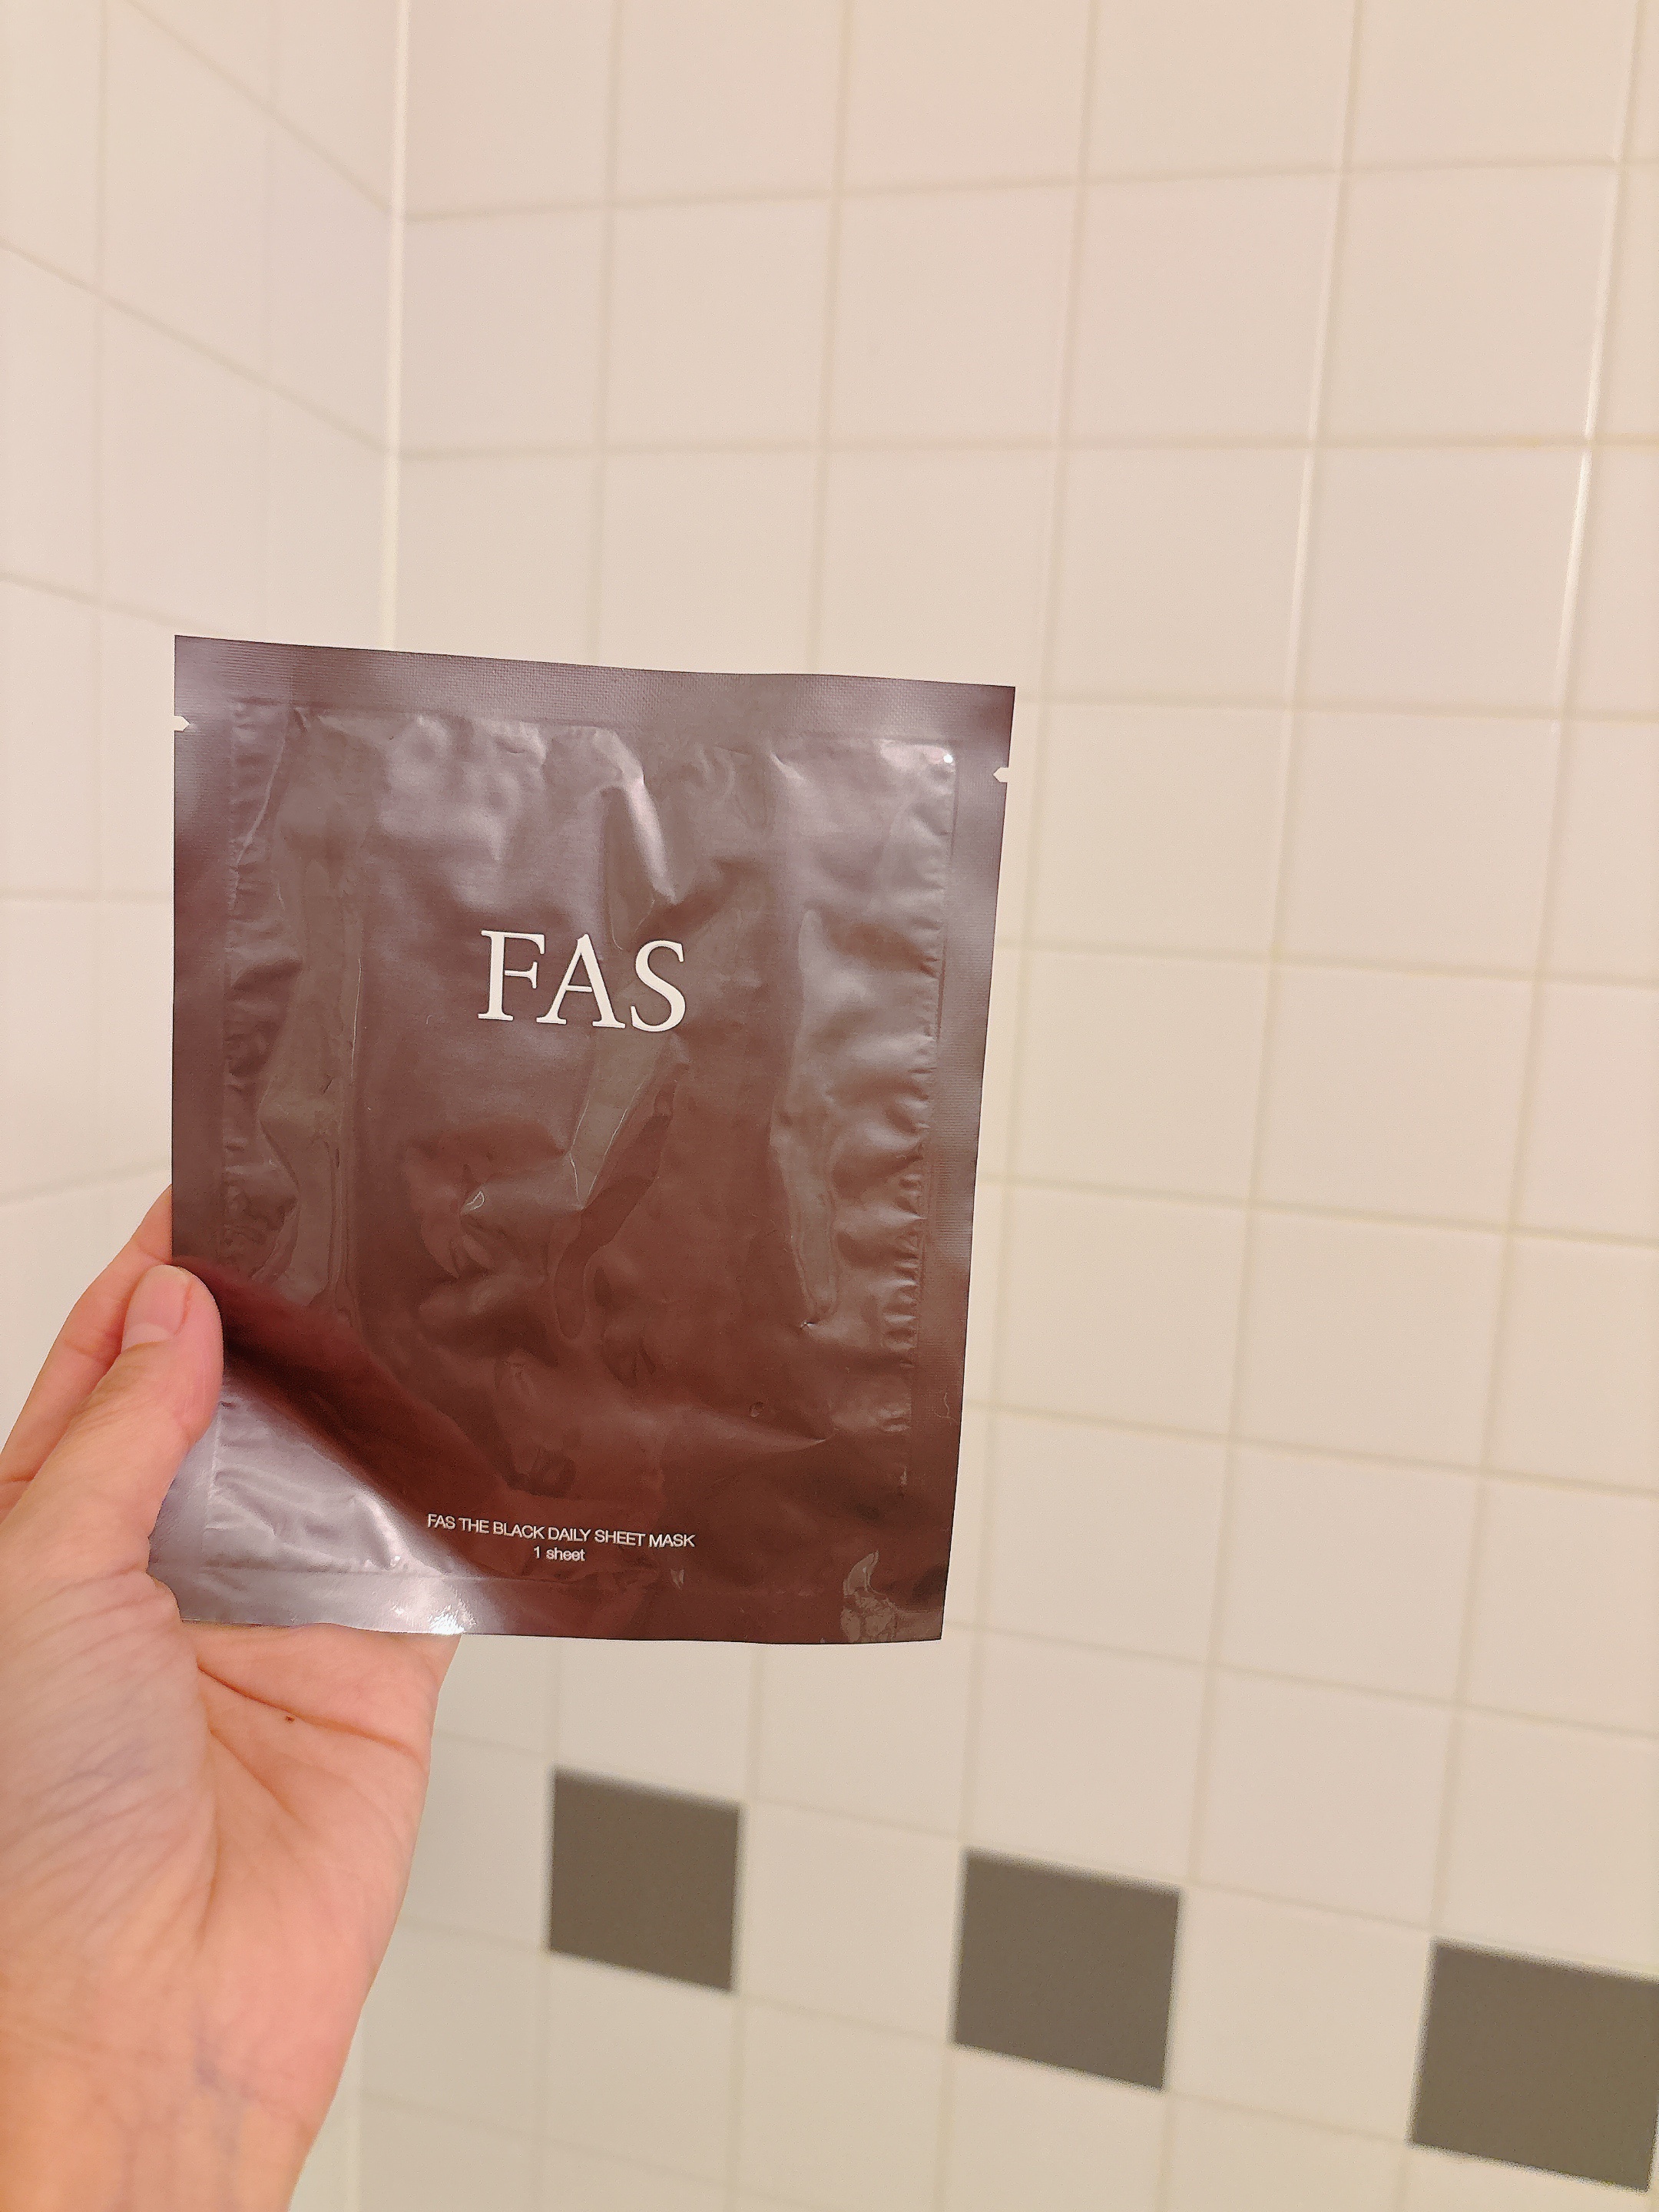 FAS
FAS THE BLACK DAILY SHEET MASK
1 sheet